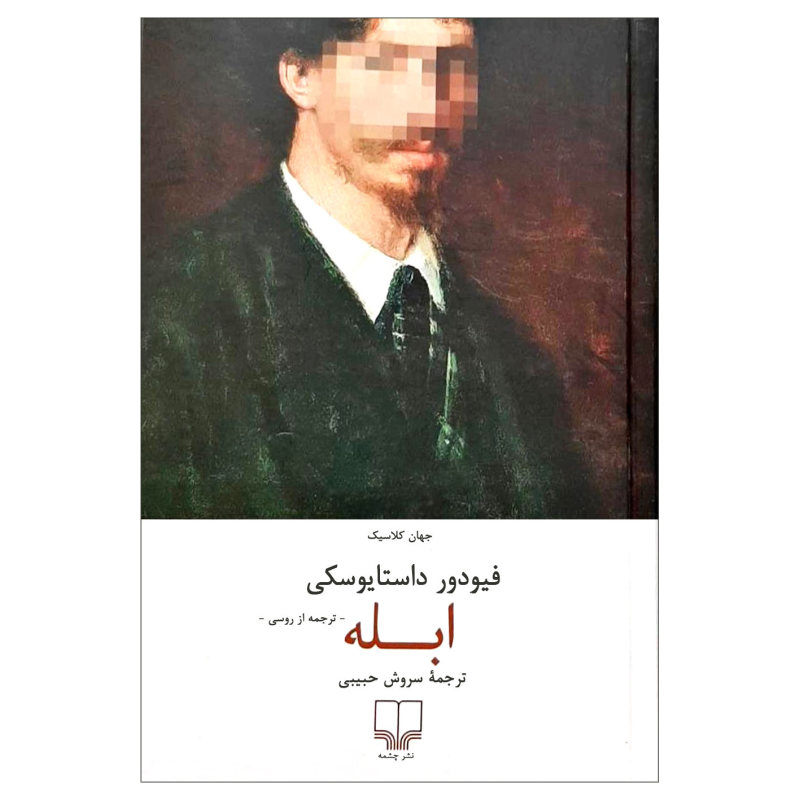 جهان کلاسیک
فیودور داستایوسکی
ابله - ترجمه از روسی -
ترجمهٔ سروش حبیبی
نشر چشمه